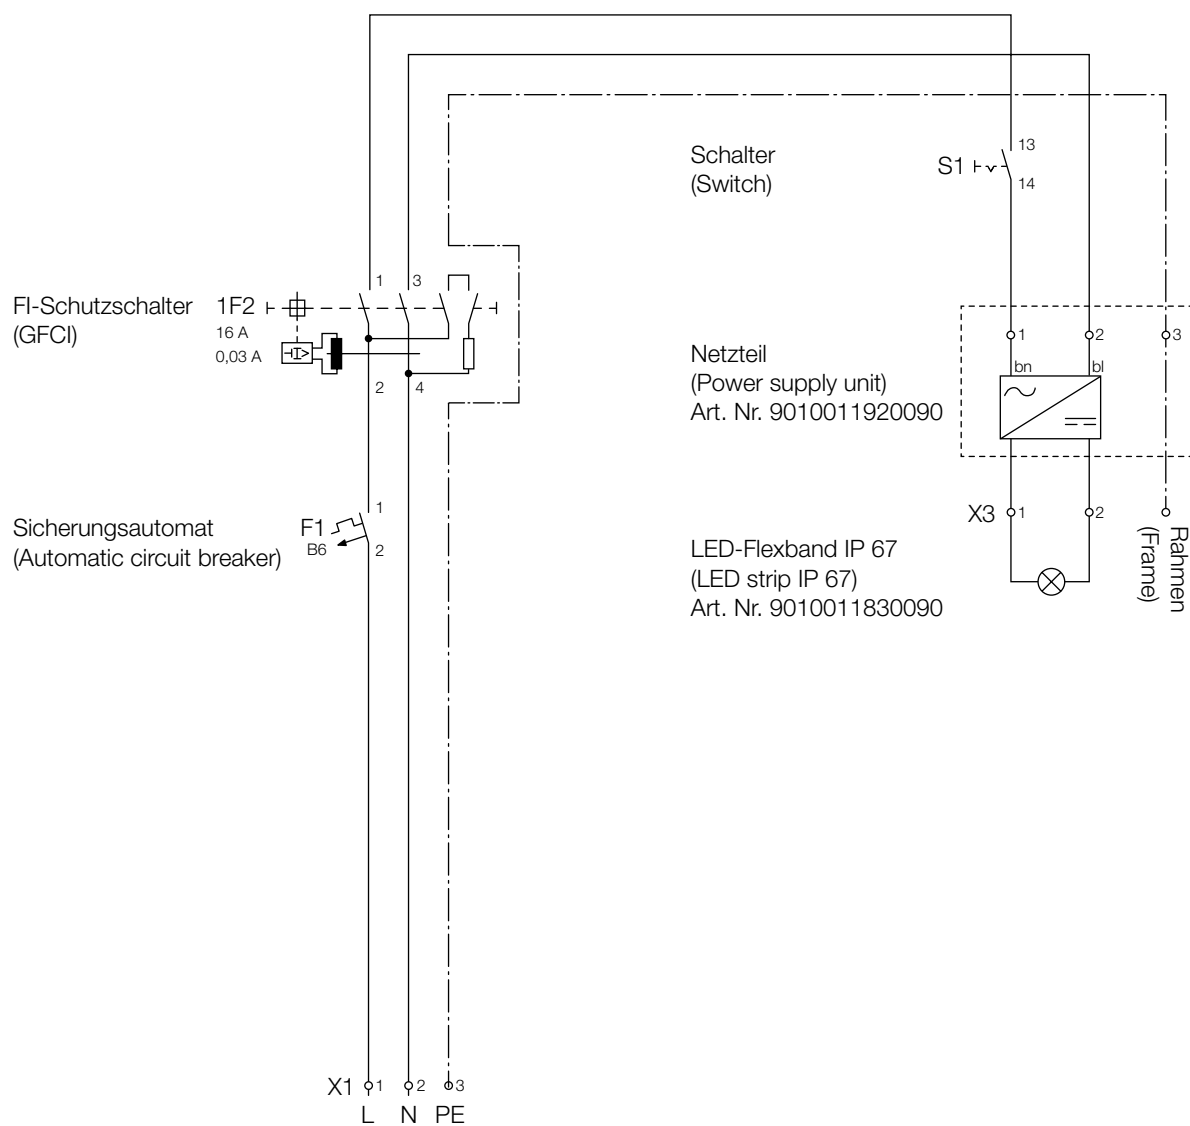 13
Schalter
(Switch)
S1
14
1
3
FI-Schutzschalter
(GFCI)
1F2
16 A
0,03 A
2
4
1
2
3
Netzteil
(Power supply unit)
Art. Nr. 9010011920090
bn
bl
Sicherungsautomat
(Automatic circuit breaker)
F1
B6
1
2
X3
1
2
Rahmen
(Frame)
LED-Flexband IP 67
(LED strip IP 67)
Art. Nr. 9010011830090
X1
1
2
3
L
N
PE